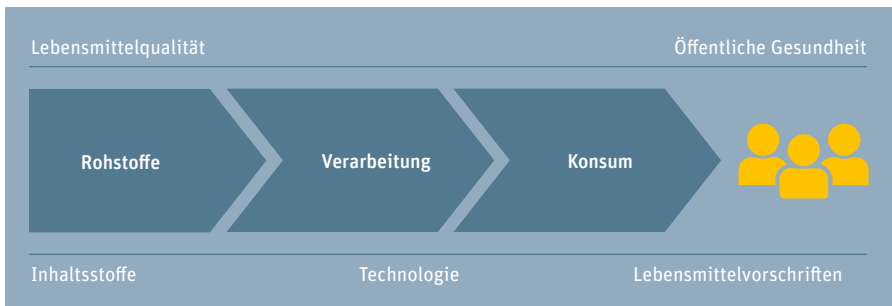 Lebensmittelqualität
Öffentliche Gesundheit
Rohstoffe
Verarbeitung
Konsum
Inhaltsstoffe
Technologie
Lebensmittelvorschriften